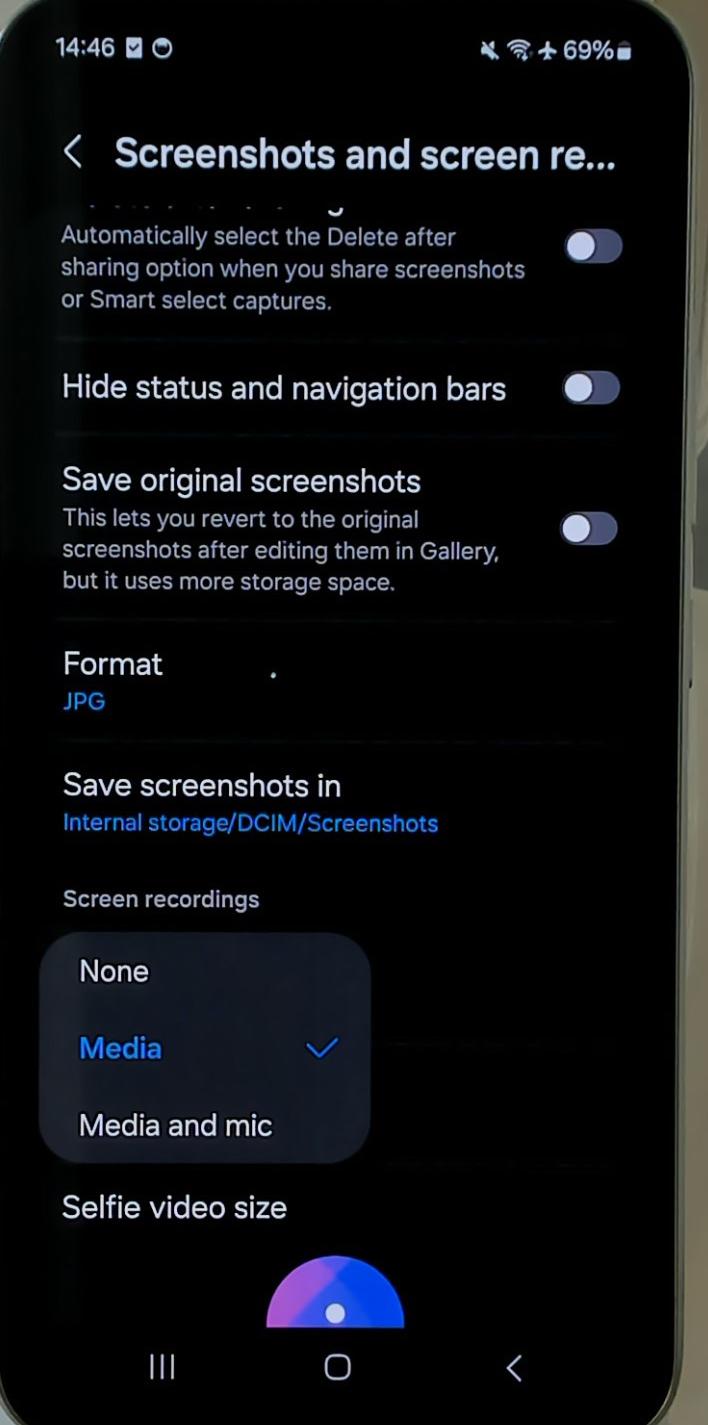 14:46
69%
Screenshots and screen re...
Automatically select the Delete after
sharing option when you share screenshots
or Smart select captures.
Hide status and navigation bars
Save original screenshots
This lets you revert to the original
screenshots after editing them in Gallery,
but it uses more storage space.
Format
JPG
Save screenshots in
Internal storage/DCIM/Screenshots
Screen recordings
None
Media
Media and mic
Selfie video size